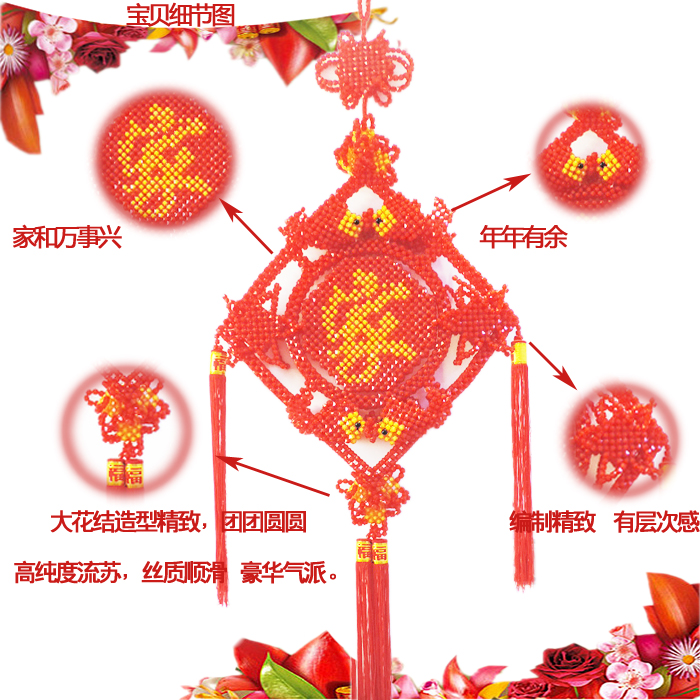 宝贝细节图
家
家和万事兴
年年有余
家
福
福福
大花结造型精致，团团圆圆
编制精致 有层次感
高纯度流苏，丝质顺滑 豪华气派。
福